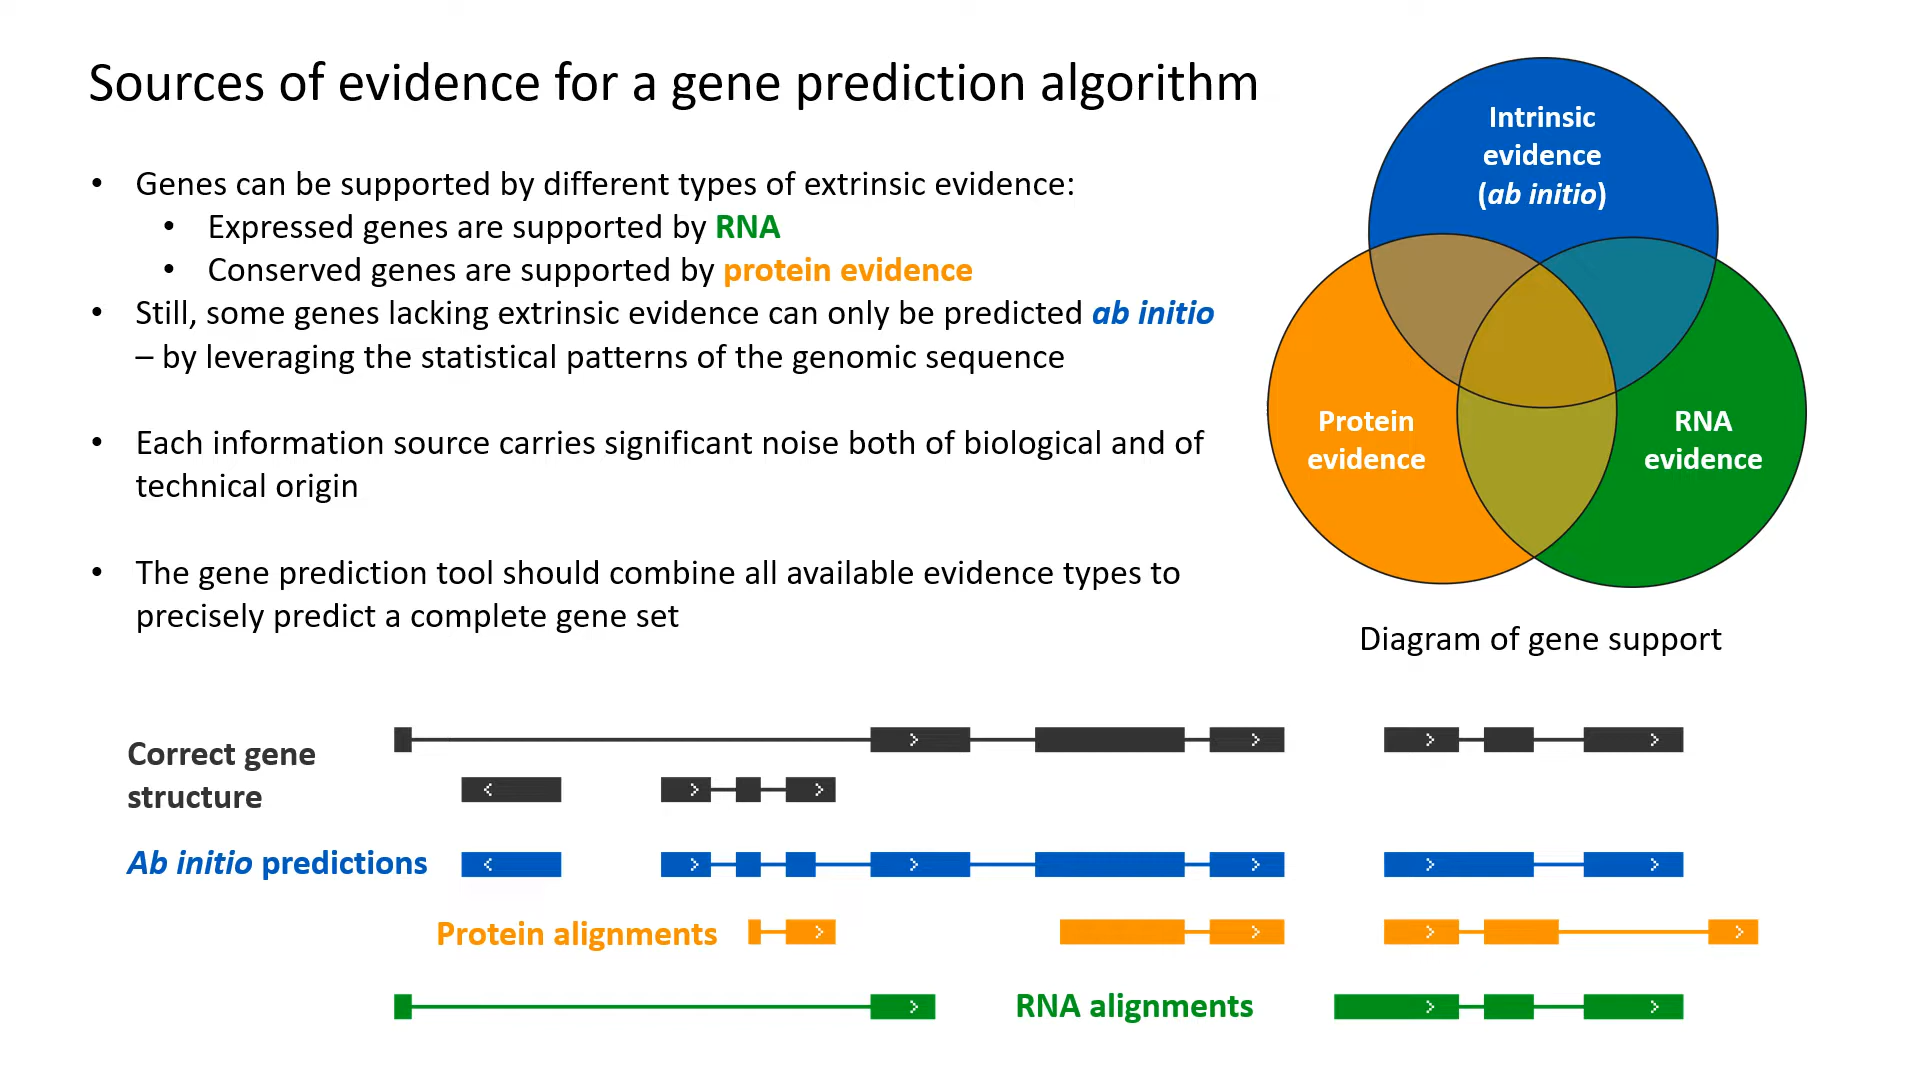 Sources of evidence for a gene prediction algorithm
• Genes can be supported by different types of extrinsic evidence:
• Expressed genes are supported by RNA
• Conserved genes are supported by protein evidence
• Still, some genes lacking extrinsic evidence can only be predicted ab initio
– by leveraging the statistical patterns of the genomic sequence
• Each information source carries significant noise both of biological and of
technical origin
• The gene prediction tool should combine all available evidence types to
precisely predict a complete gene set
Intrinsic
evidence
(ab initio)
Protein
evidence
RNA
evidence
Diagram of gene support
Correct gene
structure
Ab initio predictions
Protein alignments
RNA alignments